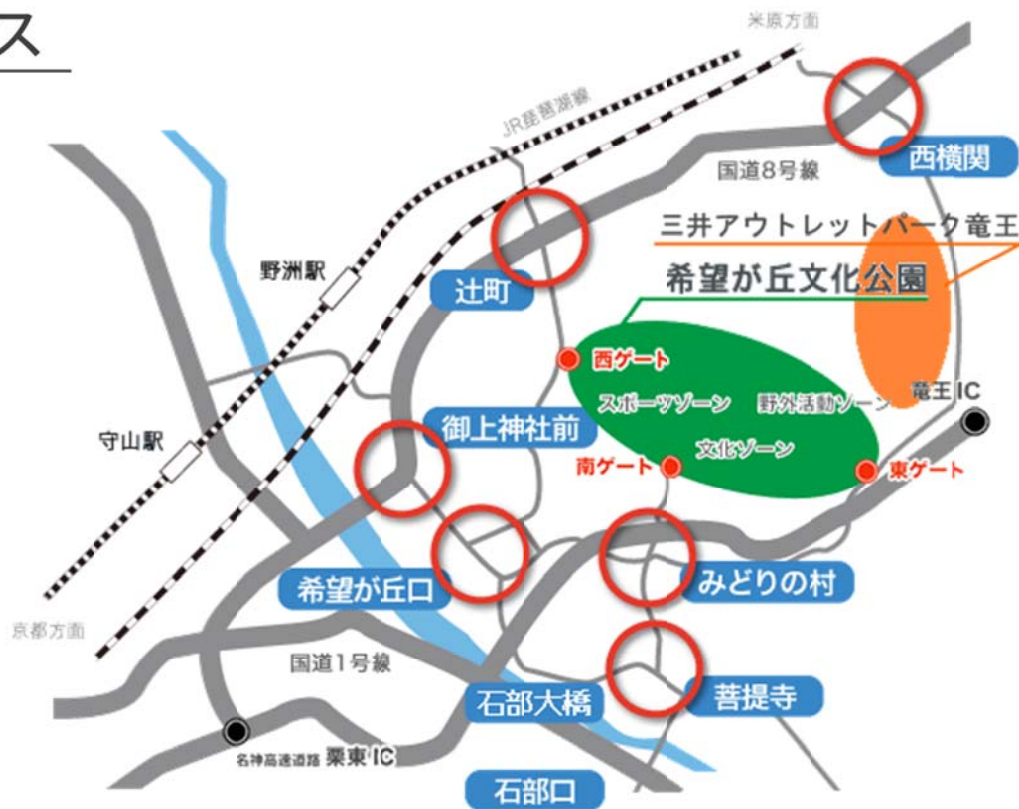 ス
米原方面
JR琵琶湖線
西横関
国道8号線
三井アウトレットパーク竜王
野洲駅
希望が丘文化公園
辻町
西ゲート
スポーツゾーン
野外活動ゾーン
竜王IC
御上神社前
守山駅
文化ゾーン
南ゲート
東ゲート
希望が丘口
みどりの村
京都方面
国道1号線
石部大橋
菩提寺
名神高速道路 栗東IC
石部口